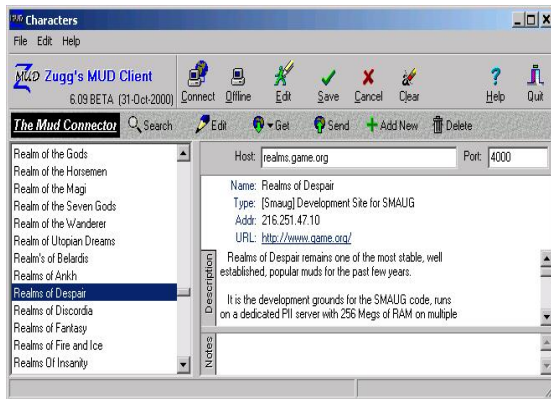 Characters
File Edit Help
MUD Zugg's MUD Client
6.09 BETA (31-Oct-2000)
Connect Offline Edit Save Cancel Clear Help Quit
The Mud Connector Search Edit Get Send Add New Delete
Realm of the Gods
Realm of the Horsemen
Realm of the Magi
Realm of the Seven Gods
Realm of the Wanderer
Realm of Utopian Dreams
Realm's of Belardis
Realms of Ankh
Realms of Despair
Realms of Discordia
Realms of Fantasy
Realms of Fire and Ice
Realms Of Insanity
Host: realms.game.org Port: 4000
Name: Realms of Despair
Type: [Smaug] Development Site for SMAUG
Addr: 216.251.47.10
URL: http://www.game.org/
Description
Realms of Despair remains one of the most stable, well
established, popular muds for the past few years.
It is the development grounds for the SMAUG code, runs
on a dedicated PII server with 256 Megs of RAM on multiple
Notes